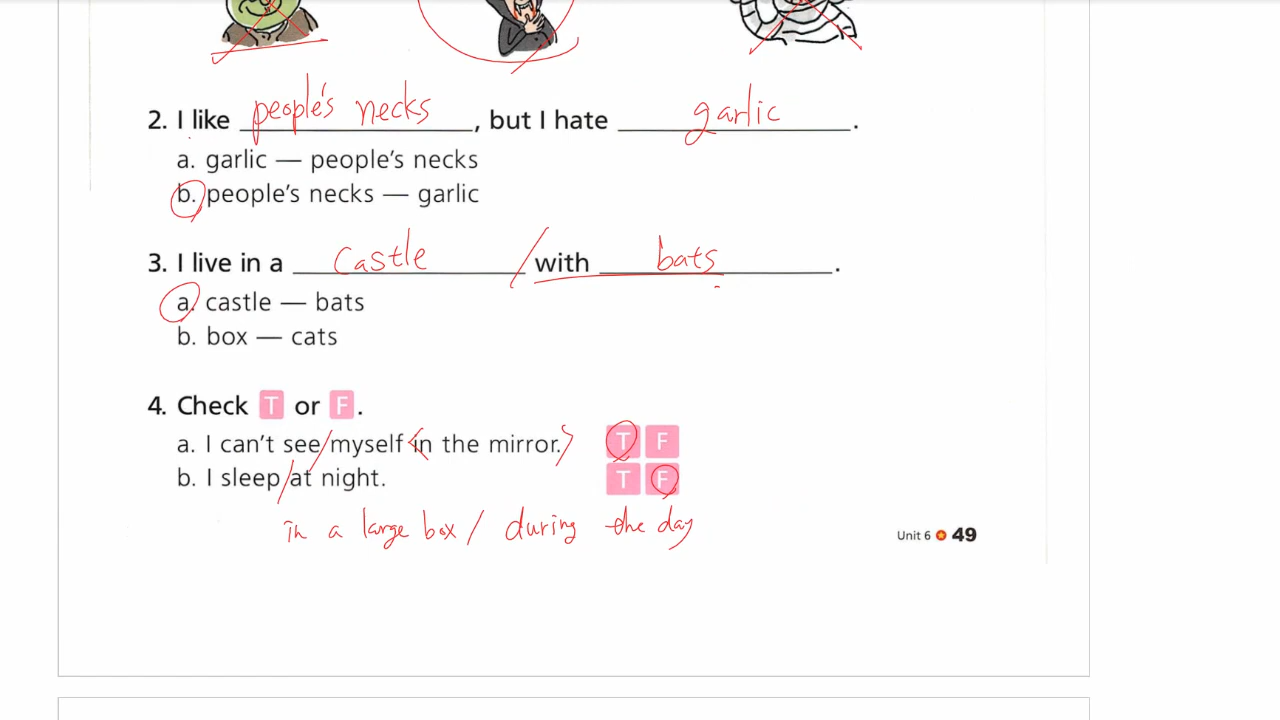 2. I like people's necks, but I hate garlic.
a. garlic — people's necks
b. people's necks — garlic
3. I live in a castle / with bats.
a. castle — bats
b. box — cats
4. Check T or F.
a. I can't see / myself <in the mirror.> T F
b. I sleep / at night. T F
in a large box / during the day
Unit 6 49